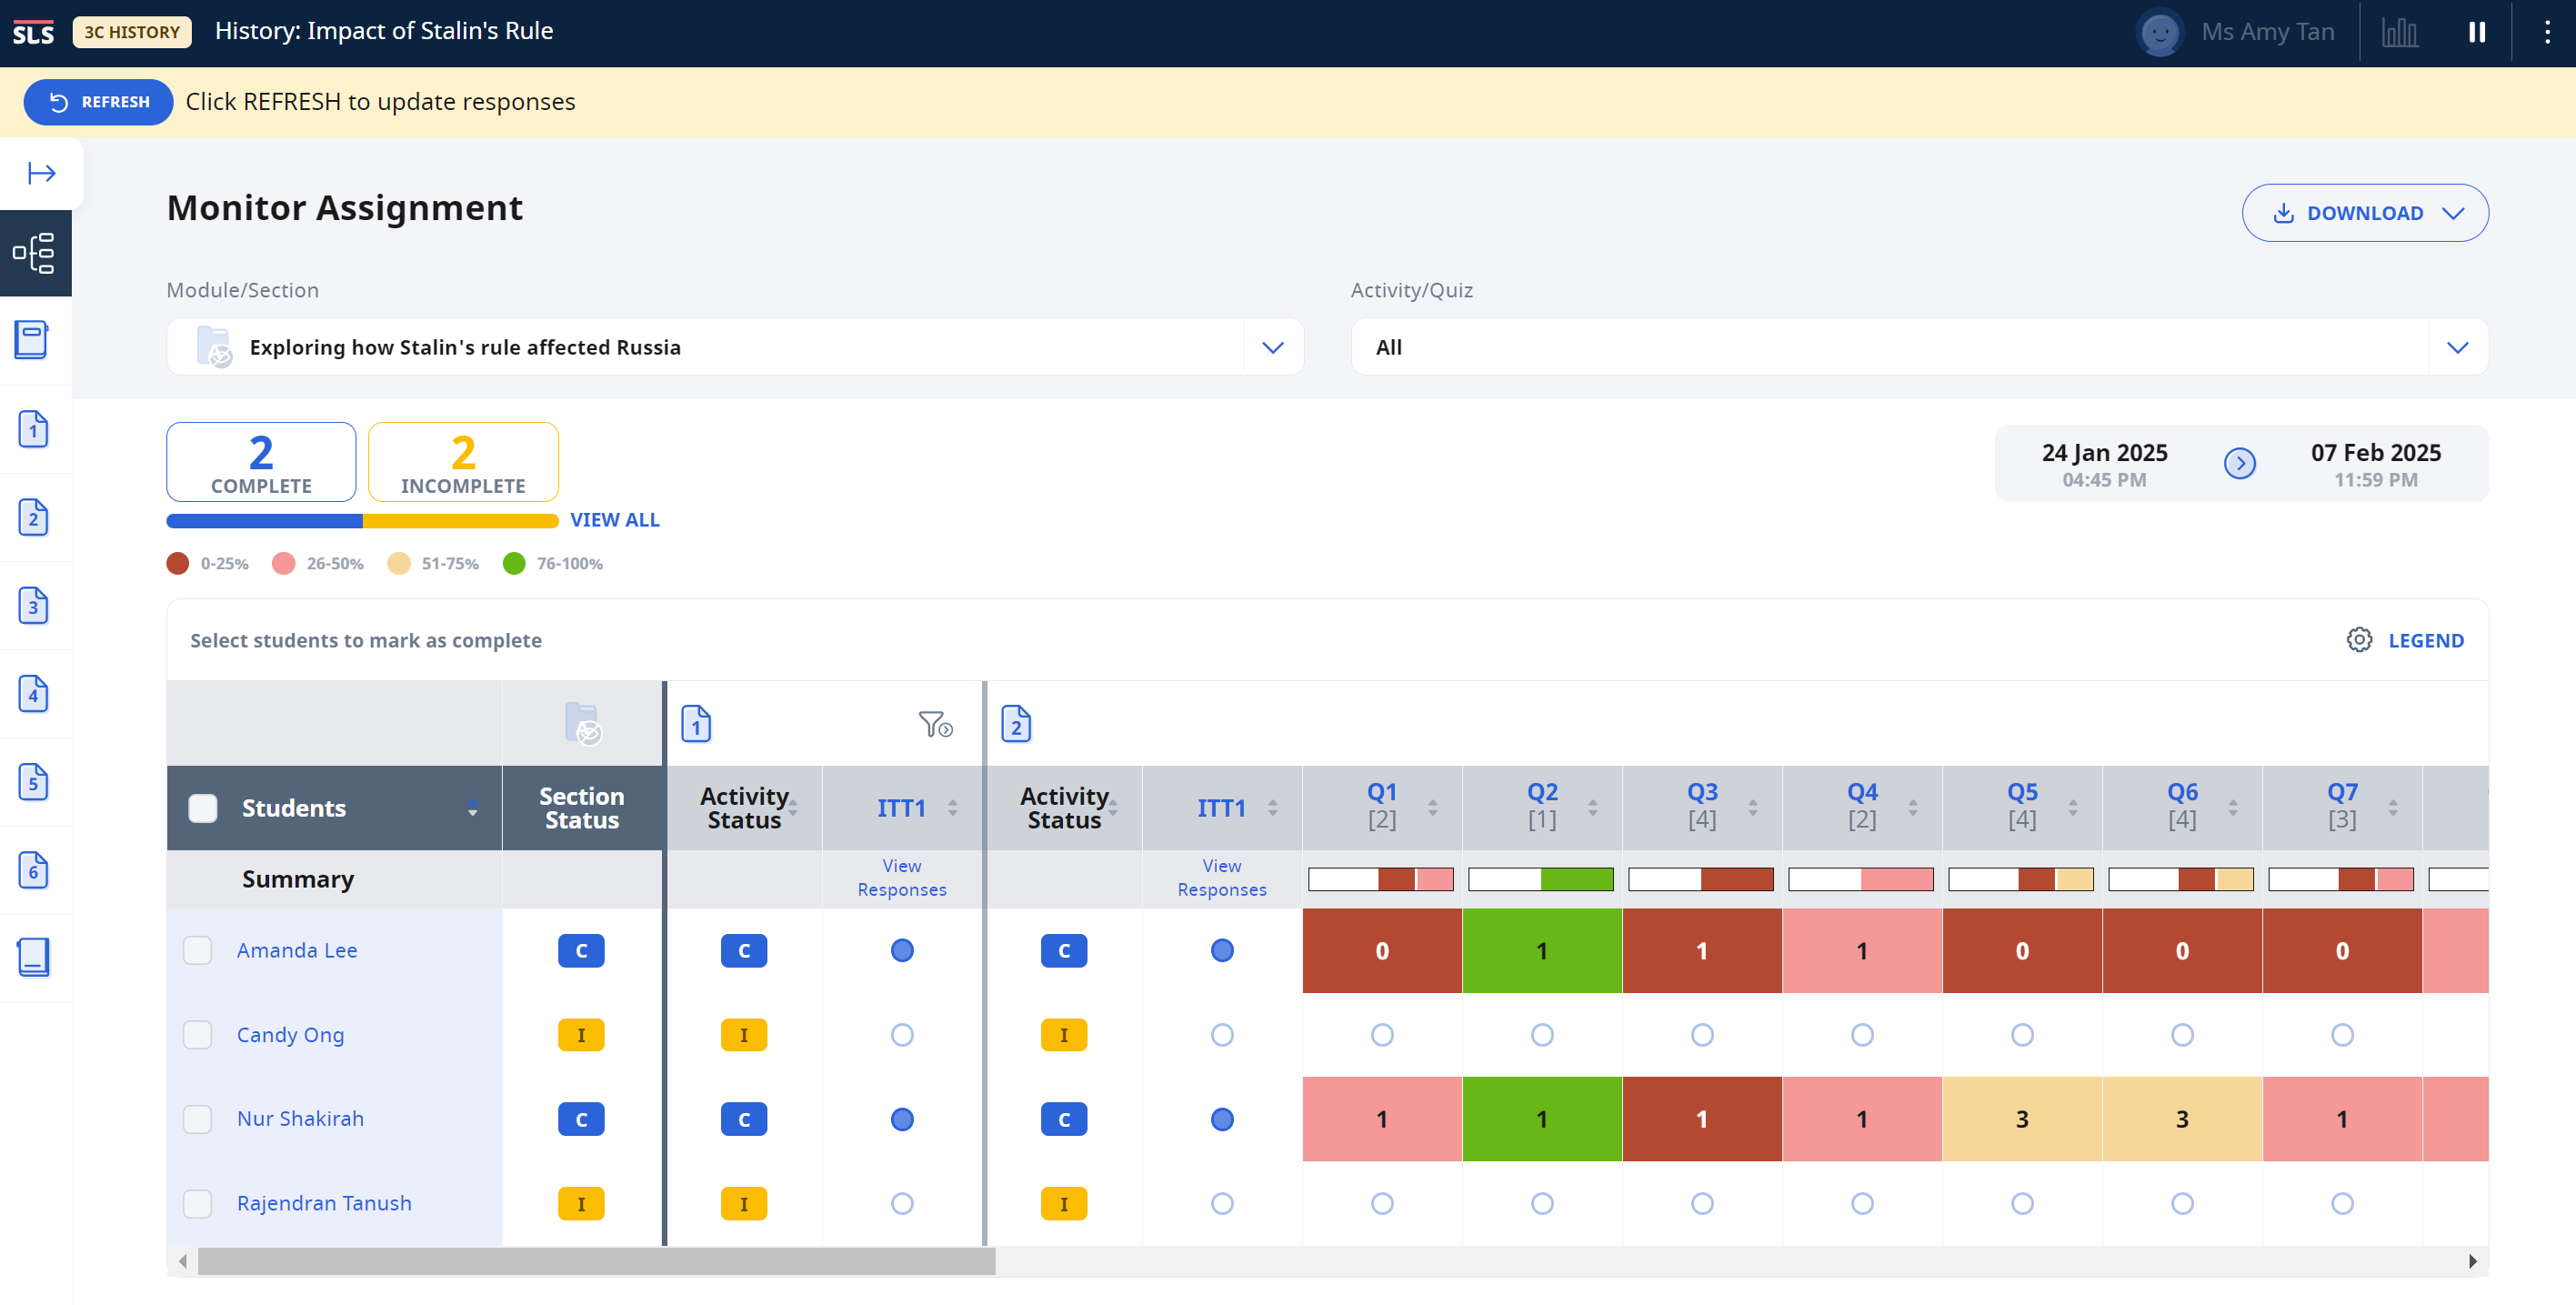 SLS 3C HISTORY History: Impact of Stalin's Rule Ms Amy Tan
REFRESH Click REFRESH to update responses
Monitor Assignment
DOWNLOAD
Module/Section Activity/Quiz
Exploring how Stalin's rule affected Russia All
2 2
COMPLETE INCOMPLETE
24 Jan 2025 07 Feb 2025
04:45 PM 11:59 PM
VIEW ALL
0-25% 26-50% 51-75% 76-100%
Select students to mark as complete LEGEND
1 2
Students Section Status Activity Status ITT1 Activity Status ITT1 Q1 [2] Q2 [1] Q3 [4] Q4 [2] Q5 [4] Q6 [4] Q7 [3]
Summary View Responses View Responses
Amanda Lee C C C 0 1 1 1 0 0 0
Candy Ong I I I
Nur Shakirah C C C 1 1 1 1 3 3 1
Rajendran Tanush I I I
1
2
3
4
5
6